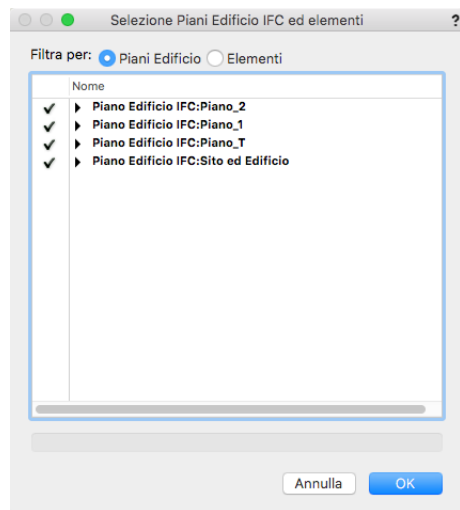 Selezione Piani Edificio IFC ed elementi ?
Filtra per: Piani Edificio Elementi
Nome
Piano Edificio IFC:Piano_2
Piano Edificio IFC:Piano_1
Piano Edificio IFC:Piano_T
Piano Edificio IFC:Sito ed Edificio
Annulla OK